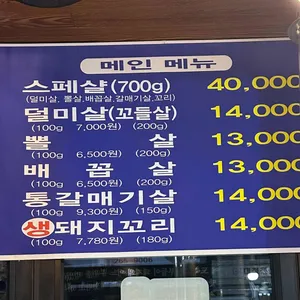 메인 메뉴
스페샬(700g) 40,000
(덜미살, 뽈살,배꼽살,갈매기살,꼬리)
덜미살(꼬들살) 14,000
(100g 7,000원) (200g)
뽈 살 13,000
(100g 6,500원) (200g)
배 꼽 살 13,000
(100g 6,500원) (200g)
통갈매기살 14,000
(100g 9,300원) (150g)
생돼지꼬리 14,000
(100g 7,780원) (180g)